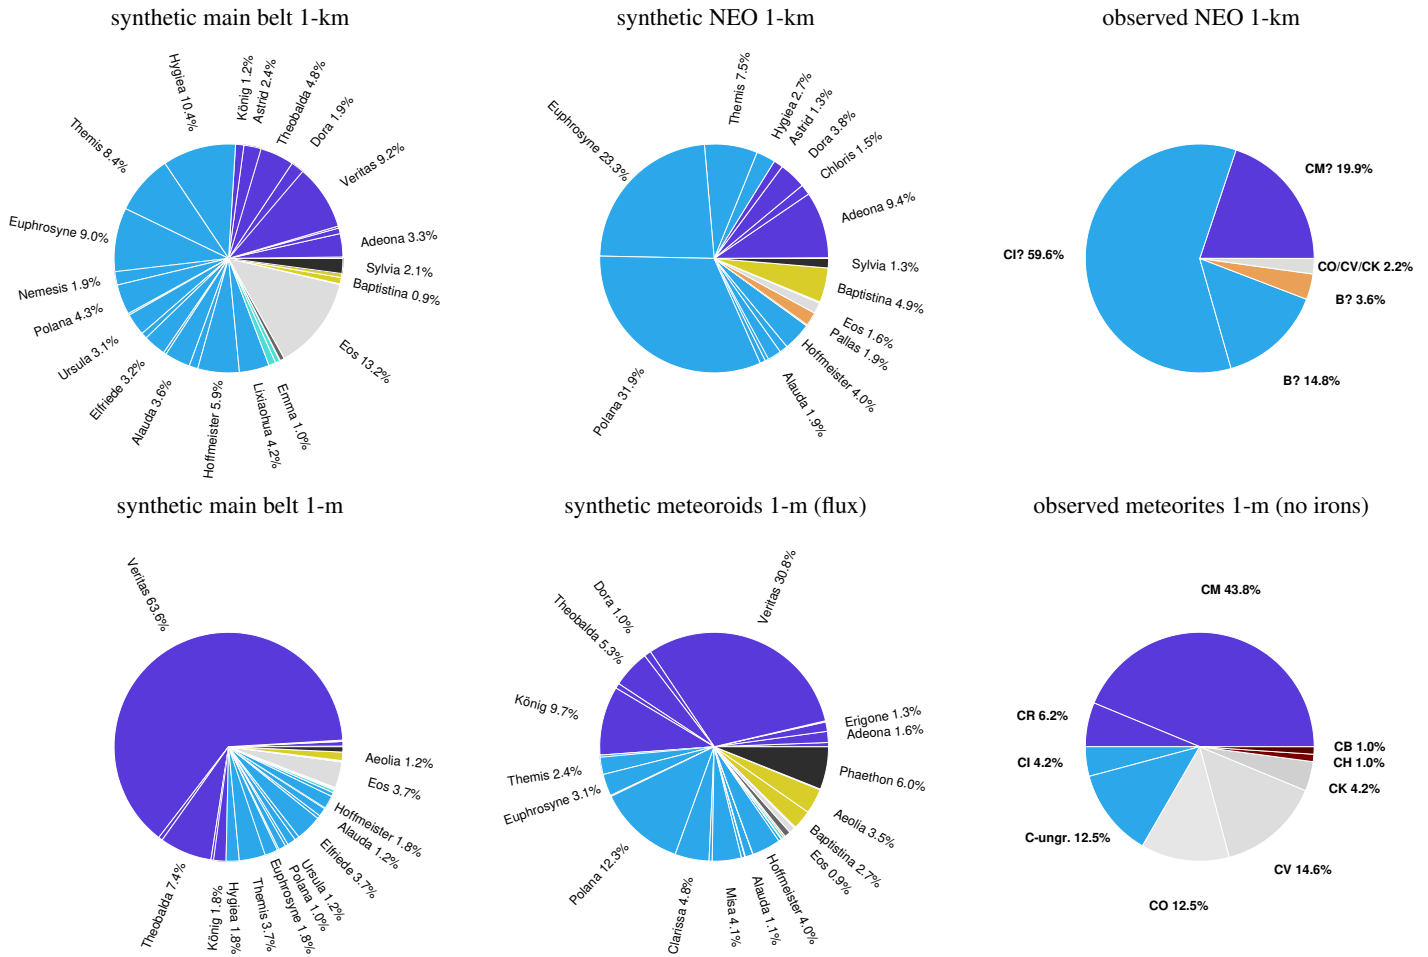 synthetic main belt 1-km
König 1.2%
Astrid 2.4%
Theobalda 4.8%
Dora 1.9%
Veritas 9.2%
Adeona 3.3%
Sylvia 2.1%
Baptistina 0.9%
Eos 13.2%
Emma 1.0%
Lixiaohua 4.2%
Hoffmeister 5.9%
Alauda 3.6%
Elfriede 3.2%
Ursula 3.1%
Polana 4.3%
Nemesis 1.9%
Euphrosyne 9.0%
Themis 8.4%
Hygiea 10.4%
synthetic NEO 1-km
Themis 7.5%
Hygiea 2.7%
Astrid 1.3%
Dora 3.8%
Chloris 1.5%
Adeona 9.4%
Sylvia 1.3%
Baptistina 4.9%
Eos 1.6%
Pallas 1.9%
Hoffmeister 4.0%
Alauda 1.9%
Polana 31.9%
Euphrosyne 23.3%
observed NEO 1-km
CM? 19.9%
CO/CV/CK 2.2%
B? 3.6%
B? 14.8%
CI? 59.6%
synthetic main belt 1-m
Veritas 63.6%
Aeolia 1.2%
Eos 3.7%
Hoffmeister 1.8%
Alauda 1.2%
Elfriede 3.7%
Ursula 1.2%
Polana 1.0%
Euphrosyne 1.8%
Themis 3.7%
Hygiea 1.8%
König 1.8%
Theobalda 7.4%
synthetic meteoroids 1-m (flux)
Veritas 30.8%
Erigone 1.3%
Adeona 1.6%
Phaethon 6.0%
Aeolia 3.5%
Baptistina 2.7%
Eos 0.9%
Hoffmeister 4.0%
Alauda 1.1%
Misa 4.1%
Clarissa 4.8%
Polana 12.3%
Euphrosyne 3.1%
Themis 2.4%
König 9.7%
Theobalda 5.3%
Dora 1.0%
observed meteorites 1-m (no irons)
CM 43.8%
CB 1.0%
CH 1.0%
CK 4.2%
CV 14.6%
CO 12.5%
C-ungr. 12.5%
CI 4.2%
CR 6.2%